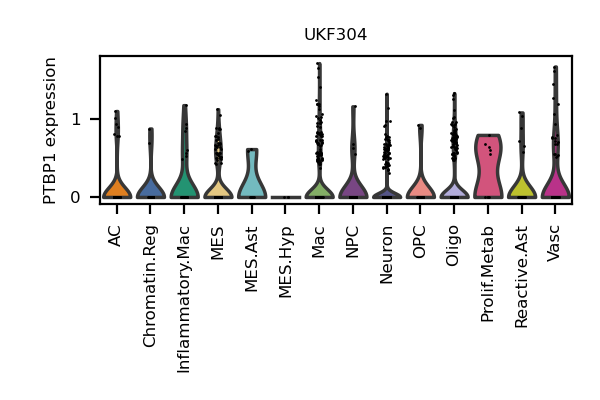 UKF304
PTBP1 expression
1
0
AC
Chromatin.Reg
Inflammatory.Mac
MES
MES.Ast
MES.Hyp
Mac
NPC
Neuron
OPC
Oligo
Prolif.Metab
Reactive.Ast
Vasc